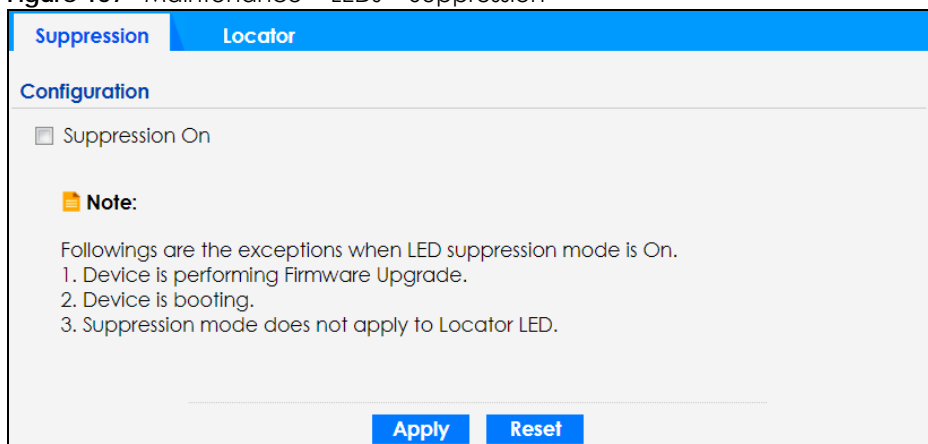 Suppression Locator
Configuration
Suppression On
Note:
Followings are the exceptions when LED suppression mode is On.
1. Device is performing Firmware Upgrade.
2. Device is booting.
3. Suppression mode does not apply to Locator LED.
Apply Reset